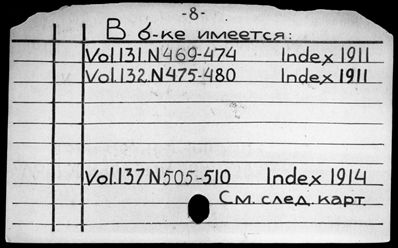 -8-
В б-ке имеется:
Vol.131.N469-474 Index 1911
Vol.132.N475-480 Index 1911
Vol.137 N505-510 Index 1914
См. след. карт.